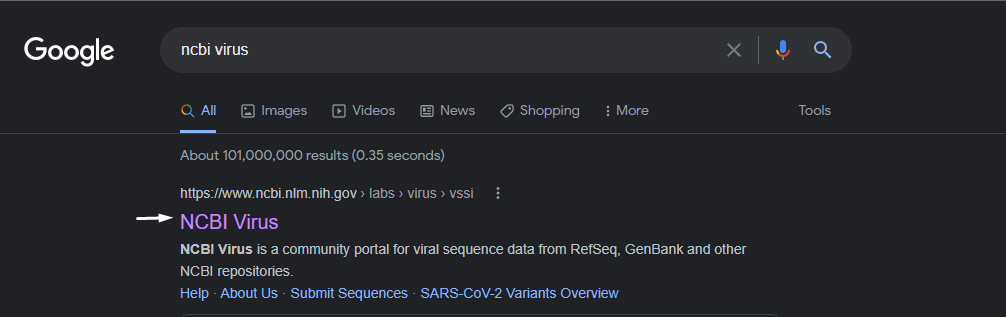 Google
ncbi virus
All Images Videos News Shopping More Tools
About 101,000,000 results (0.35 seconds)
https://www.ncbi.nlm.nih.gov › labs › virus › vssi
NCBI Virus
NCBI Virus is a community portal for viral sequence data from RefSeq, GenBank and other
NCBI repositories.
Help · About Us · Submit Sequences · SARS-CoV-2 Variants Overview